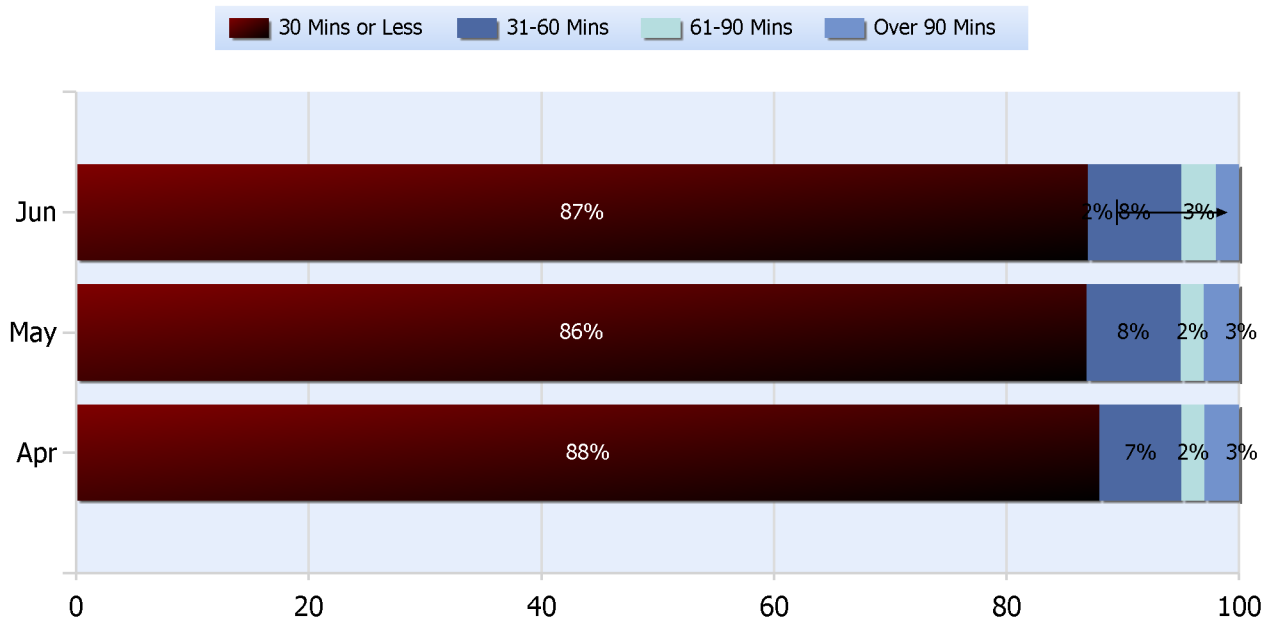 30 Mins or Less 31-60 Mins 61-90 Mins Over 90 Mins
Jun 87% 2% 8% 3%
May 86% 8% 2% 3%
Apr 88% 7% 2% 3%
0 20 40 60 80 100